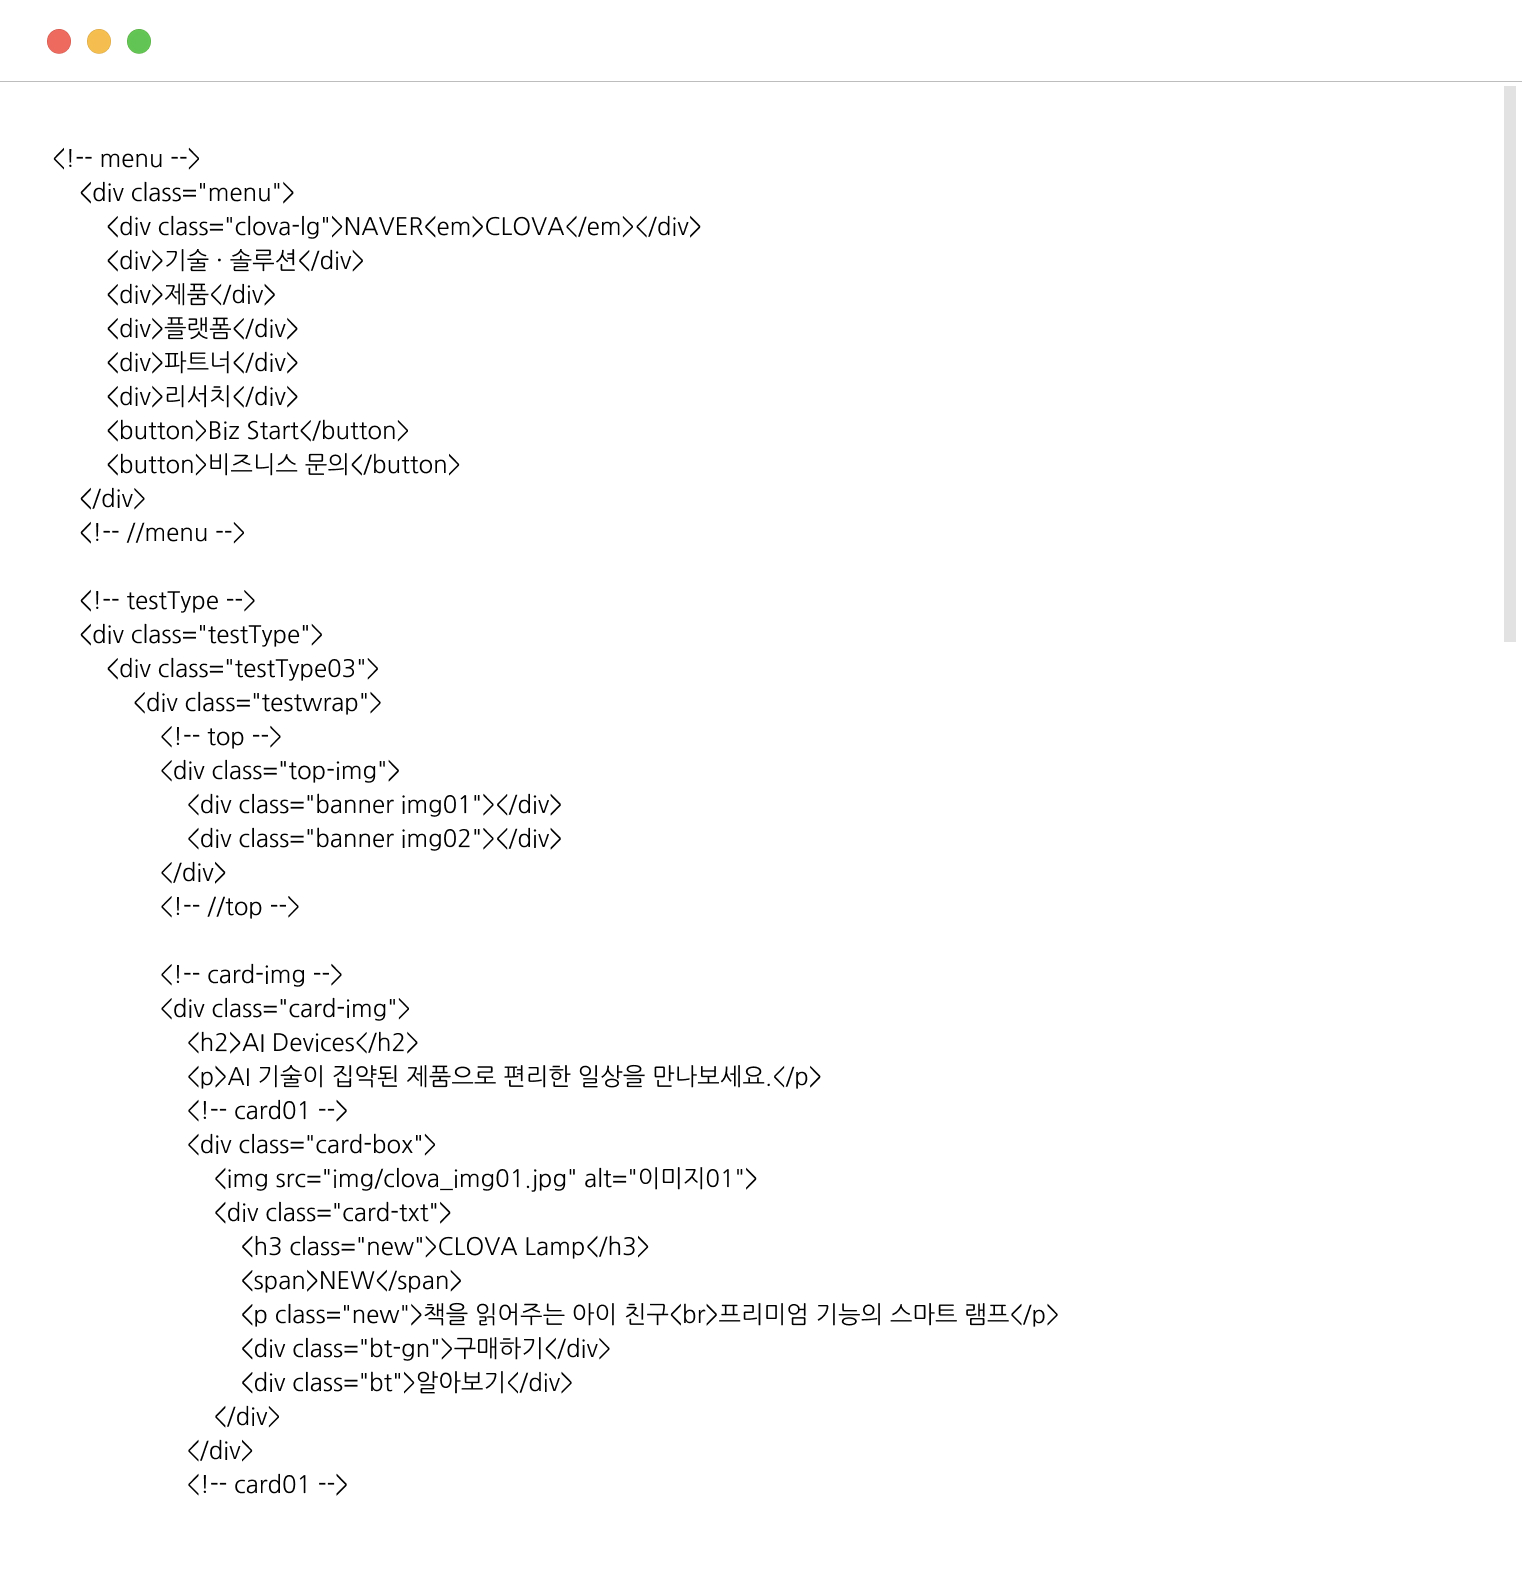 <!-- menu -->
<div class="menu">
<div class="clova-lg">NAVER<em>CLOVA</em></div>
<div>기술 · 솔루션</div>
<div>제품</div>
<div>플랫폼</div>
<div>파트너</div>
<div>리서치</div>
<button>Biz Start</button>
<button>비즈니스 문의</button>
</div>
<!-- //menu -->
<!-- testType -->
<div class="testType">
<div class="testType03">
<div class="testwrap">
<!-- top -->
<div class="top-img">
<div class="banner img01"></div>
<div class="banner img02"></div>
</div>
<!-- //top -->
<!-- card-img -->
<div class="card-img">
<h2>AI Devices</h2>
<p>AI 기술이 집약된 제품으로 편리한 일상을 만나보세요.</p>
<!-- card01 -->
<div class="card-box">
<img src="img/clova_img01.jpg" alt="이미지01">
<div class="card-txt">
<h3 class="new">CLOVA Lamp</h3>
<span>NEW</span>
<p class="new">책을 읽어주는 아이 친구<br>프리미엄 기능의 스마트 램프</p>
<div class="bt-gn">구매하기</div>
<div class="bt">알아보기</div>
</div>
</div>
<!-- card01 -->